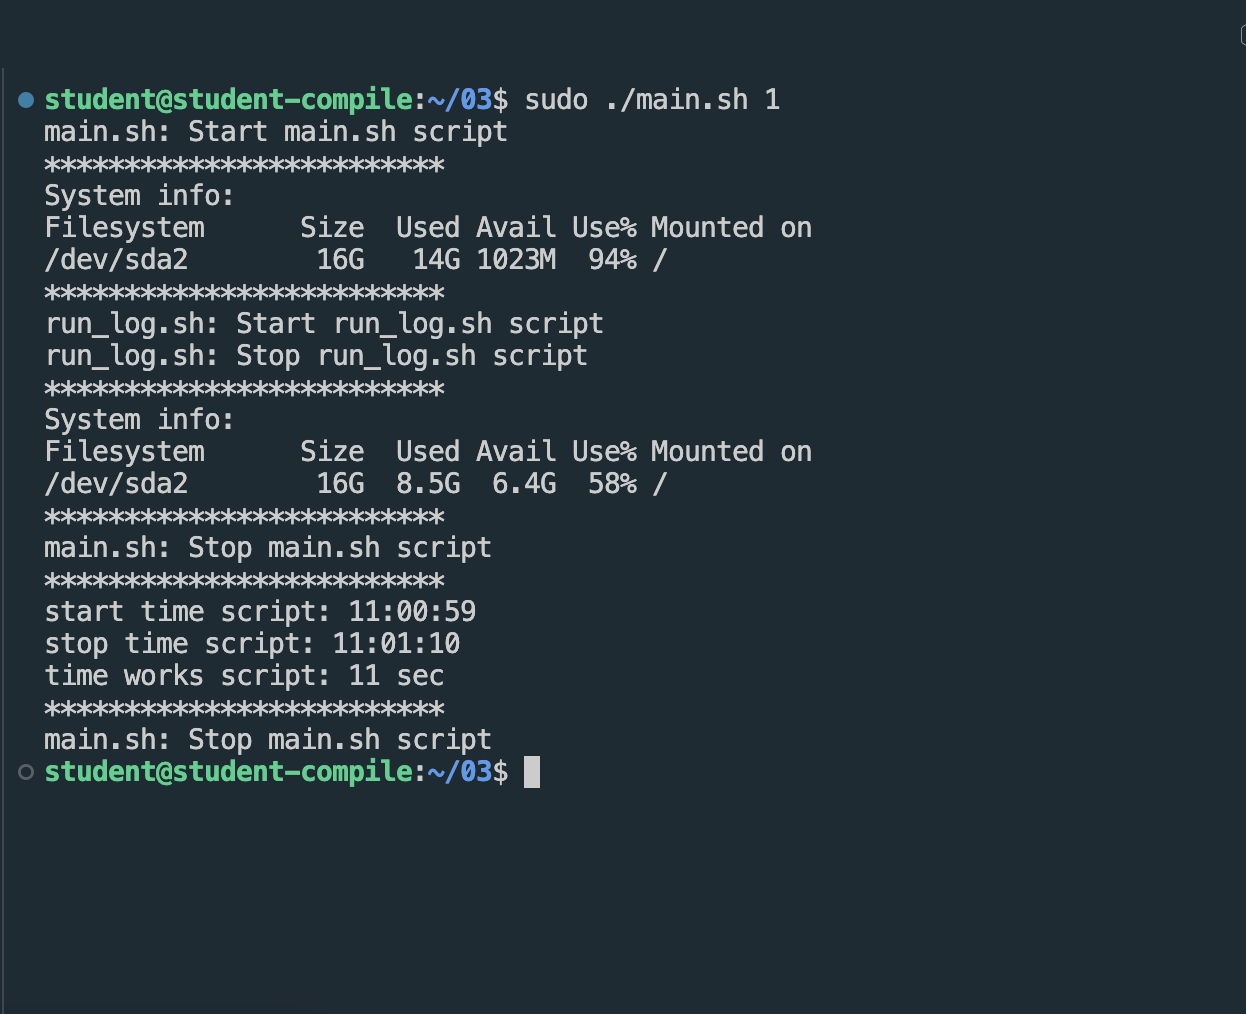 student@student-compile:~/03$ sudo ./main.sh 1
main.sh: Start main.sh script
*************************
System info:
Filesystem      Size  Used Avail Use% Mounted on
/dev/sda2        16G   14G 1023M  94% /
*************************
run_log.sh: Start run_log.sh script
run_log.sh: Stop run_log.sh script
*************************
System info:
Filesystem      Size  Used Avail Use% Mounted on
/dev/sda2        16G  8.5G  6.4G  58% /
*************************
main.sh: Stop main.sh script
*************************
start time script: 11:00:59
stop time script: 11:01:10
time works script: 11 sec
*************************
main.sh: Stop main.sh script
student@student-compile:~/03$